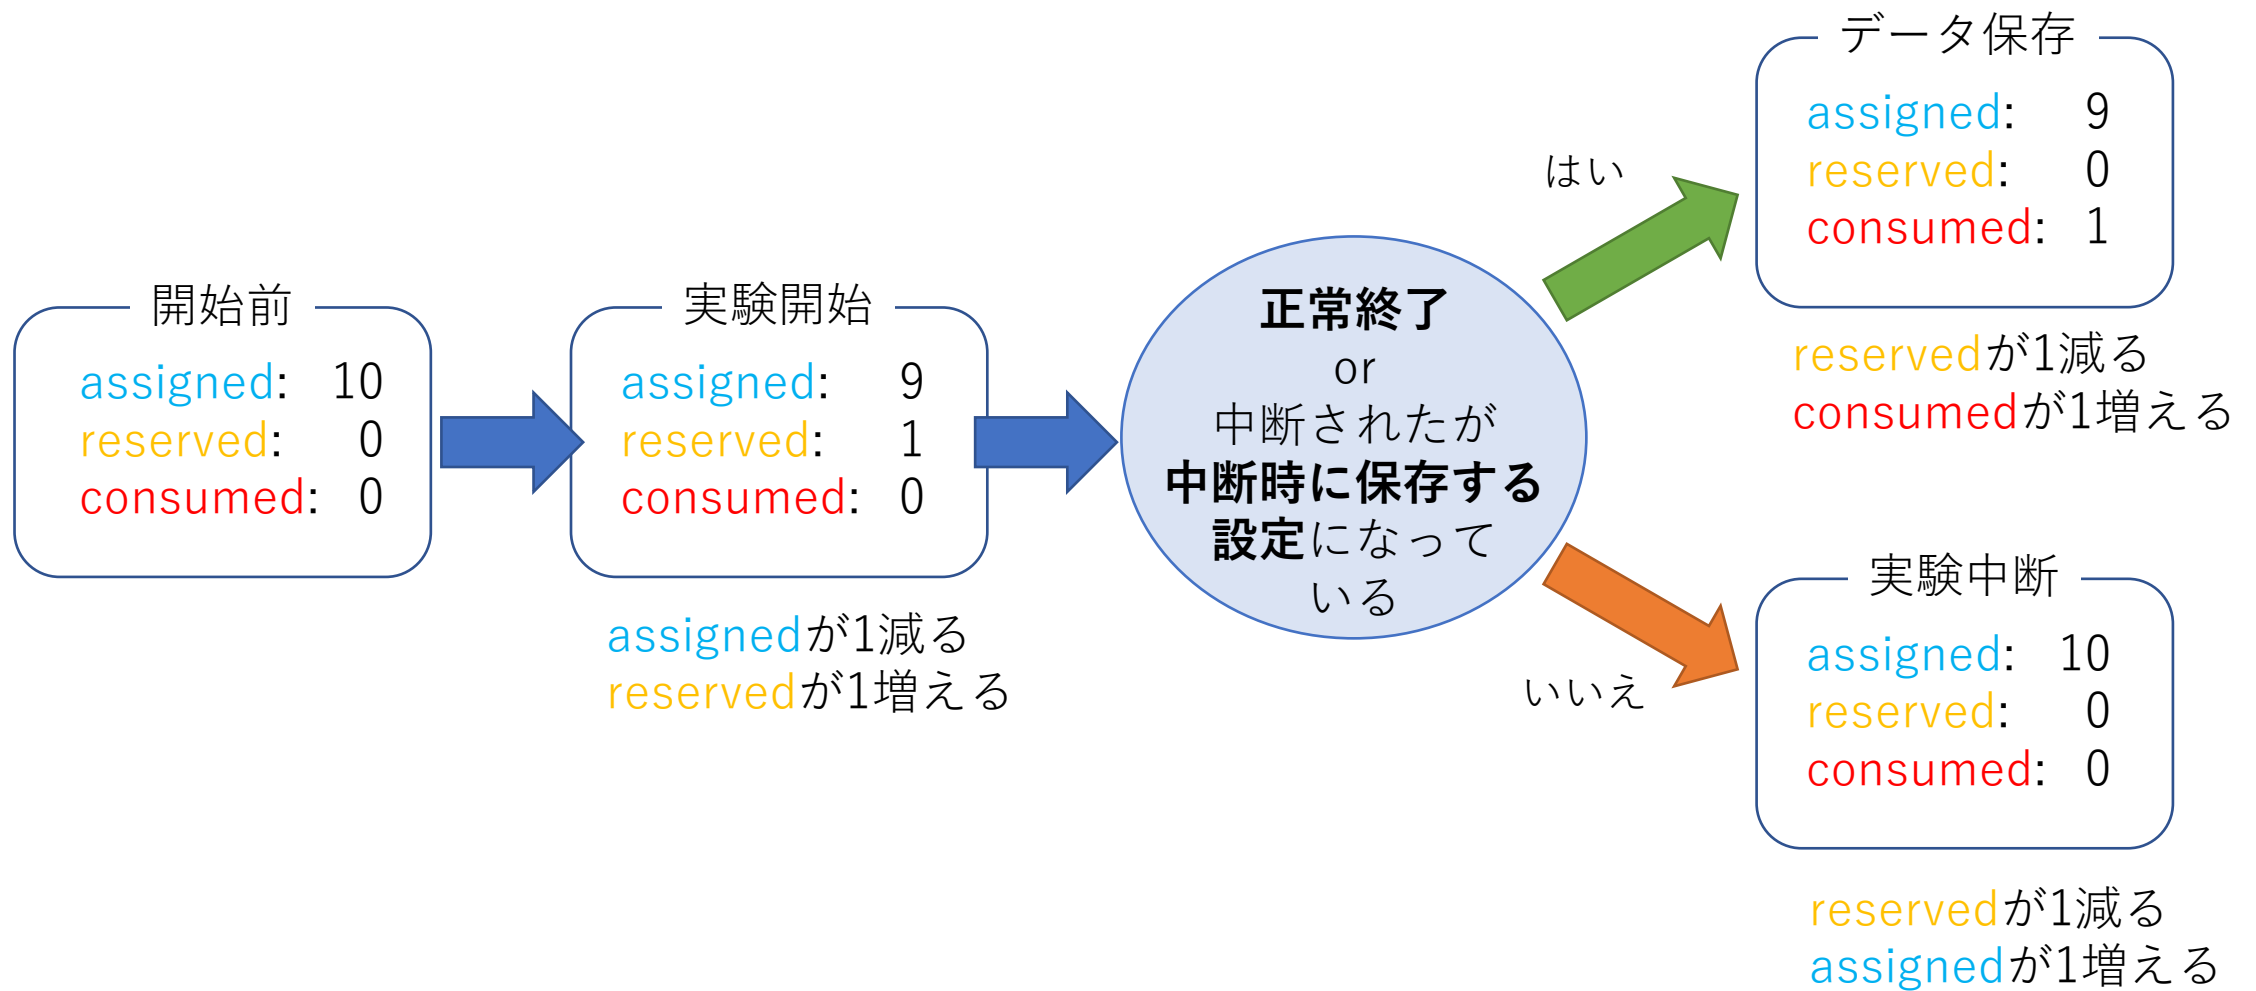 開始前
assigned: 10
reserved: 0
consumed: 0
実験開始
assigned: 9
reserved: 1
consumed: 0
assignedが1減る
reservedが1増える
正常終了
or
中断されたが
中断時に保存する
設定になって
いる
はい
データ保存
assigned: 9
reserved: 0
consumed: 1
reservedが1減る
consumedが1増える
いいえ
実験中断
assigned: 10
reserved: 0
consumed: 0
reservedが1減る
assignedが1増える